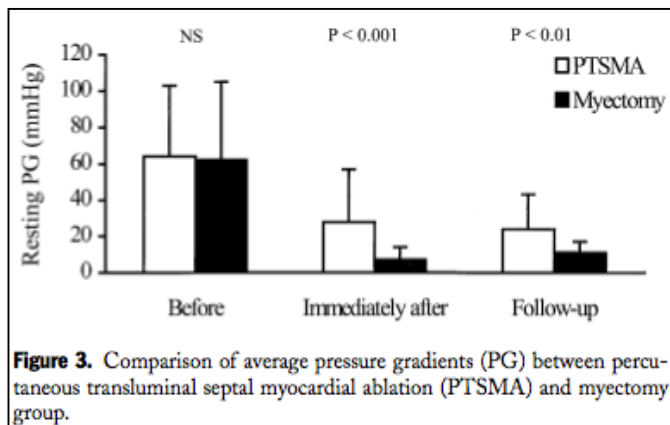 NS P < 0.001 P < 0.01
120
100
80
60
40
20
0
Resting PG (mmHg)
PTSMA
Myectomy
Before Immediately after Follow-up
Figure 3. Comparison of average pressure gradients (PG) between percu-
taneous transluminal septal myocardial ablation (PTSMA) and myectomy
group.